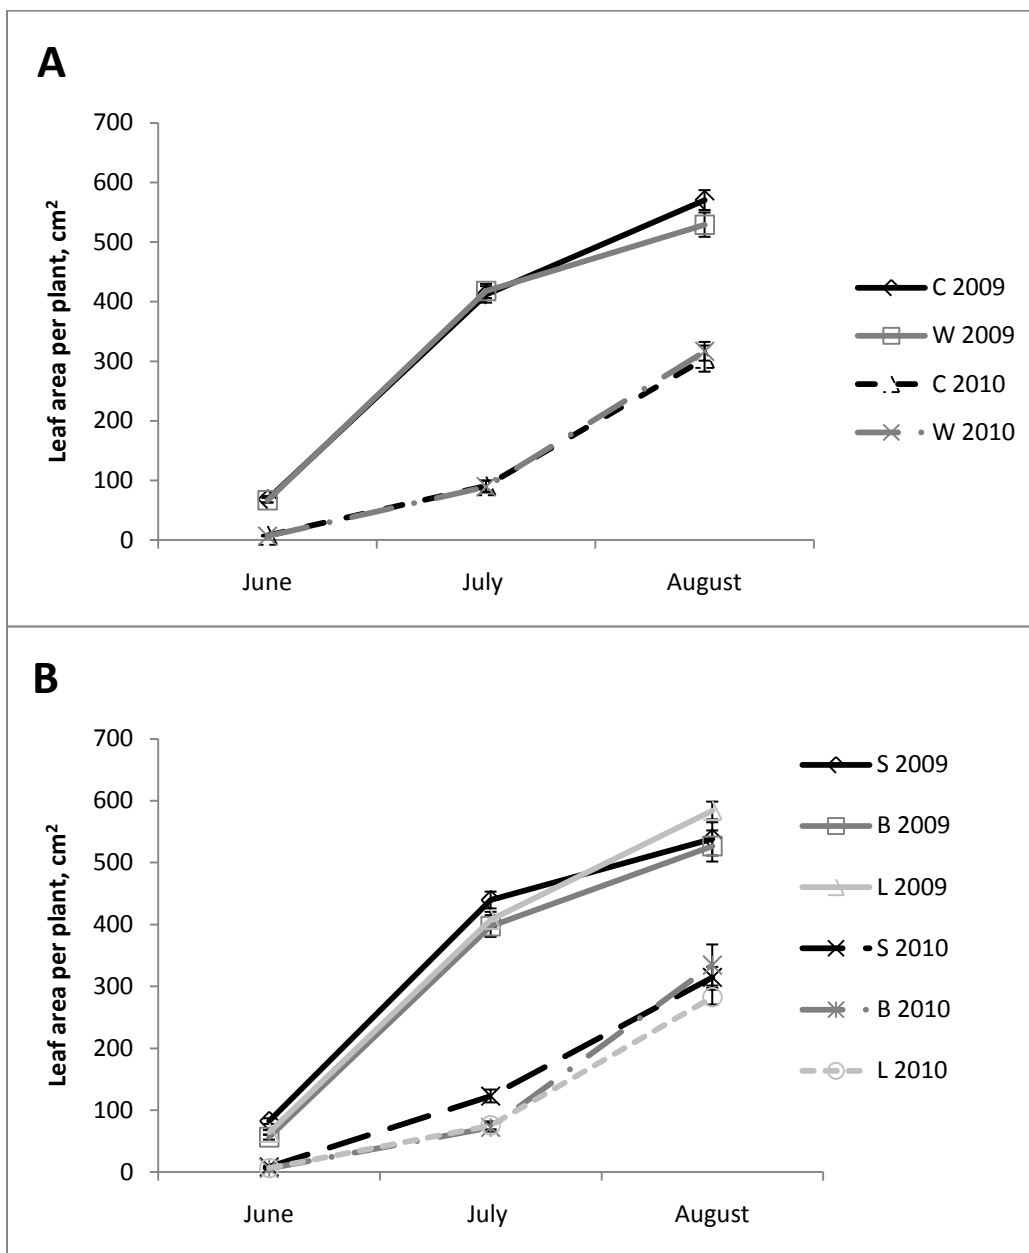 A
700
600
500
400
300
200
100
0
Leaf area per plant, cm²
June July August
C 2009
W 2009
C 2010
W 2010
B
700
600
500
400
300
200
100
0
Leaf area per plant, cm²
June July August
S 2009
B 2009
L 2009
S 2010
B 2010
L 2010